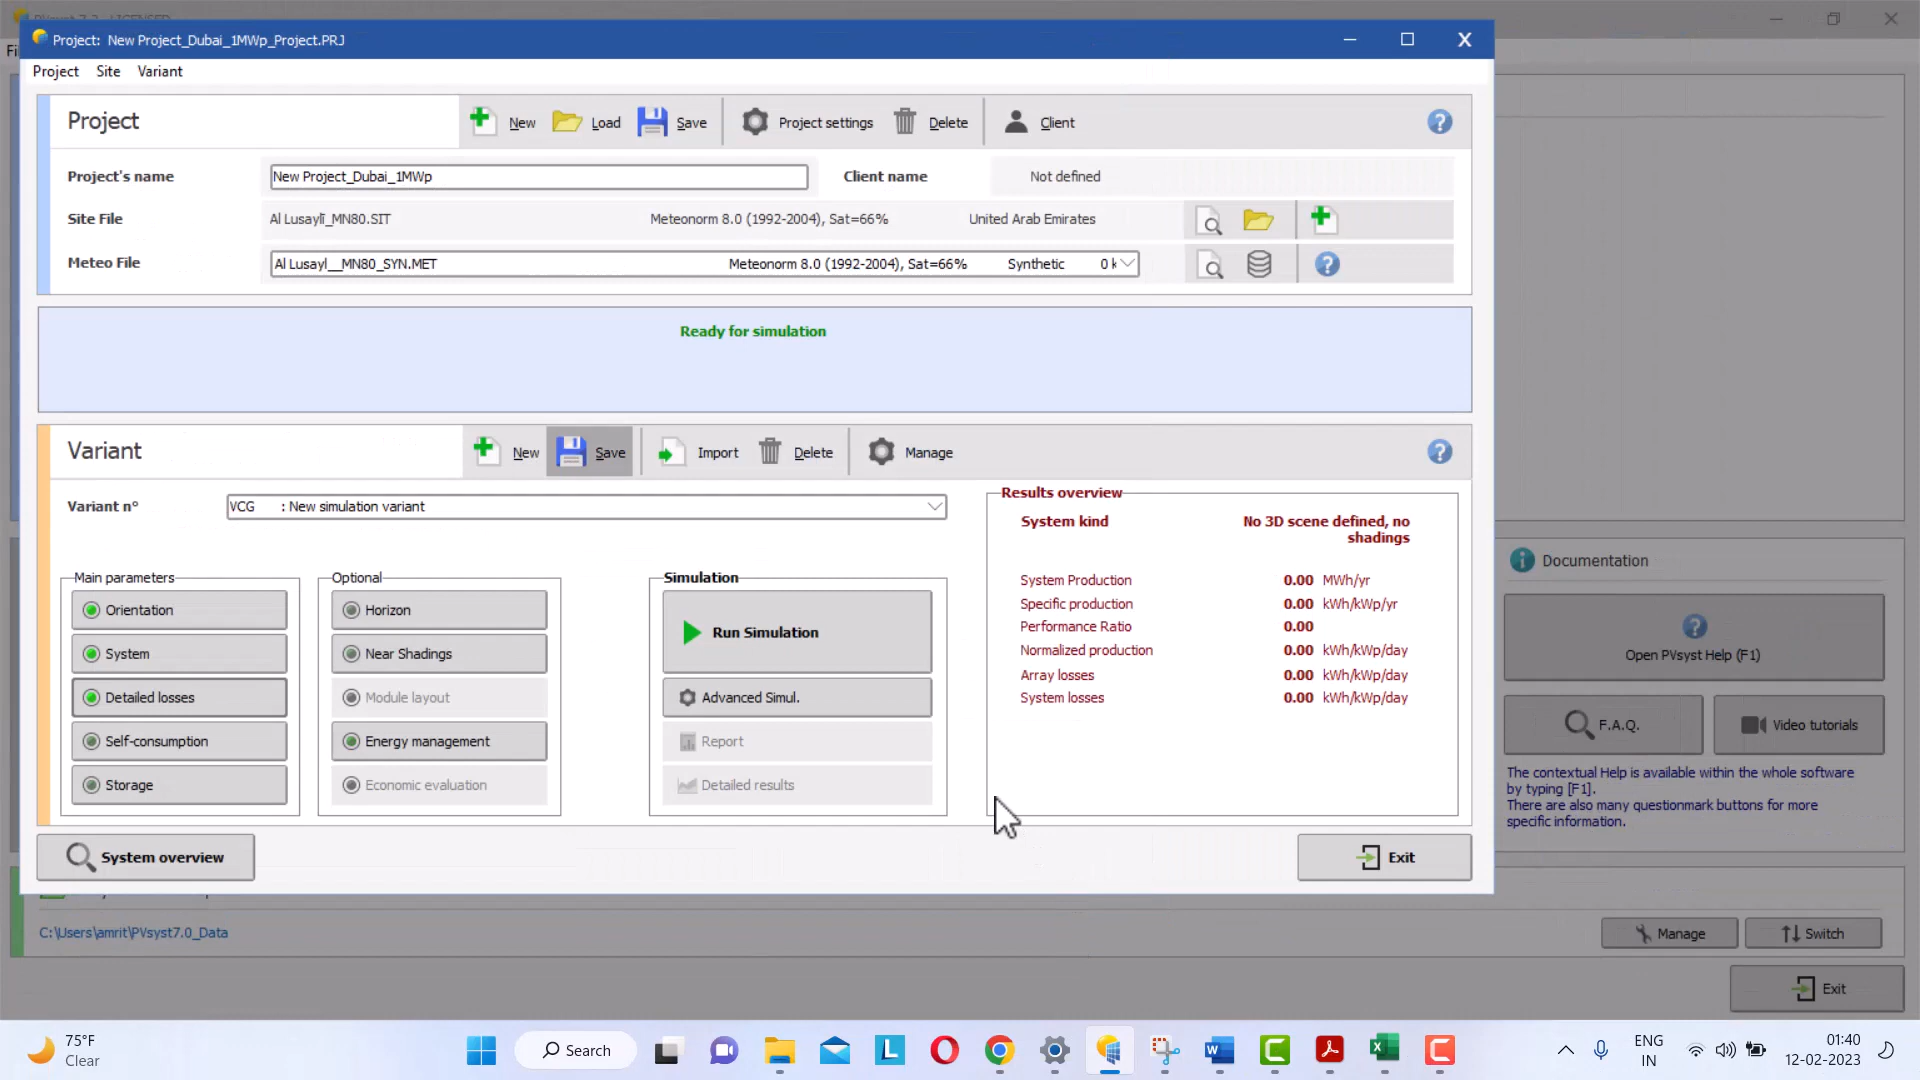 Project: New Project_Dubai_1MWp_Project.PRJ
Project Site Variant
Project
New Load Save Project settings Delete Client
Project's name New Project_Dubai_1MWp Client name Not defined
Site File Al Lusaylī_MN80.SIT Meteonorm 8.0 (1992-2004), Sat=66% United Arab Emirates
Meteo File Al Lusayl__MN80_SYN.MET Meteonorm 8.0 (1992-2004), Sat=66% Synthetic 0 k
Ready for simulation
Variant
New Save Import Delete Manage
Variant n° VCG : New simulation variant
Main parameters
Orientation
System
Detailed losses
Self-consumption
Storage
Optional
Horizon
Near Shadings
Module layout
Energy management
Economic evaluation
Simulation
Run Simulation
Advanced Simul.
Report
Detailed results
Results overview
System kind No 3D scene defined, no
shadings
System Production 0.00 MWh/yr
Specific production 0.00 kWh/kWp/yr
Performance Ratio 0.00
Normalized production 0.00 kWh/kWp/day
Array losses 0.00 kWh/kWp/day
System losses 0.00 kWh/kWp/day
System overview
Exit
Documentation
Open PVsyst Help (F1)
F.A.Q.
Video tutorials
The contextual Help is available within the whole software
by typing [F1].
There are also many questionmark buttons for more
specific information.
C:\Users\amrit\PVsyst7.0_Data
Manage
Switch
Exit
75°F
Clear
Search
ENG
IN
01:40
12-02-2023